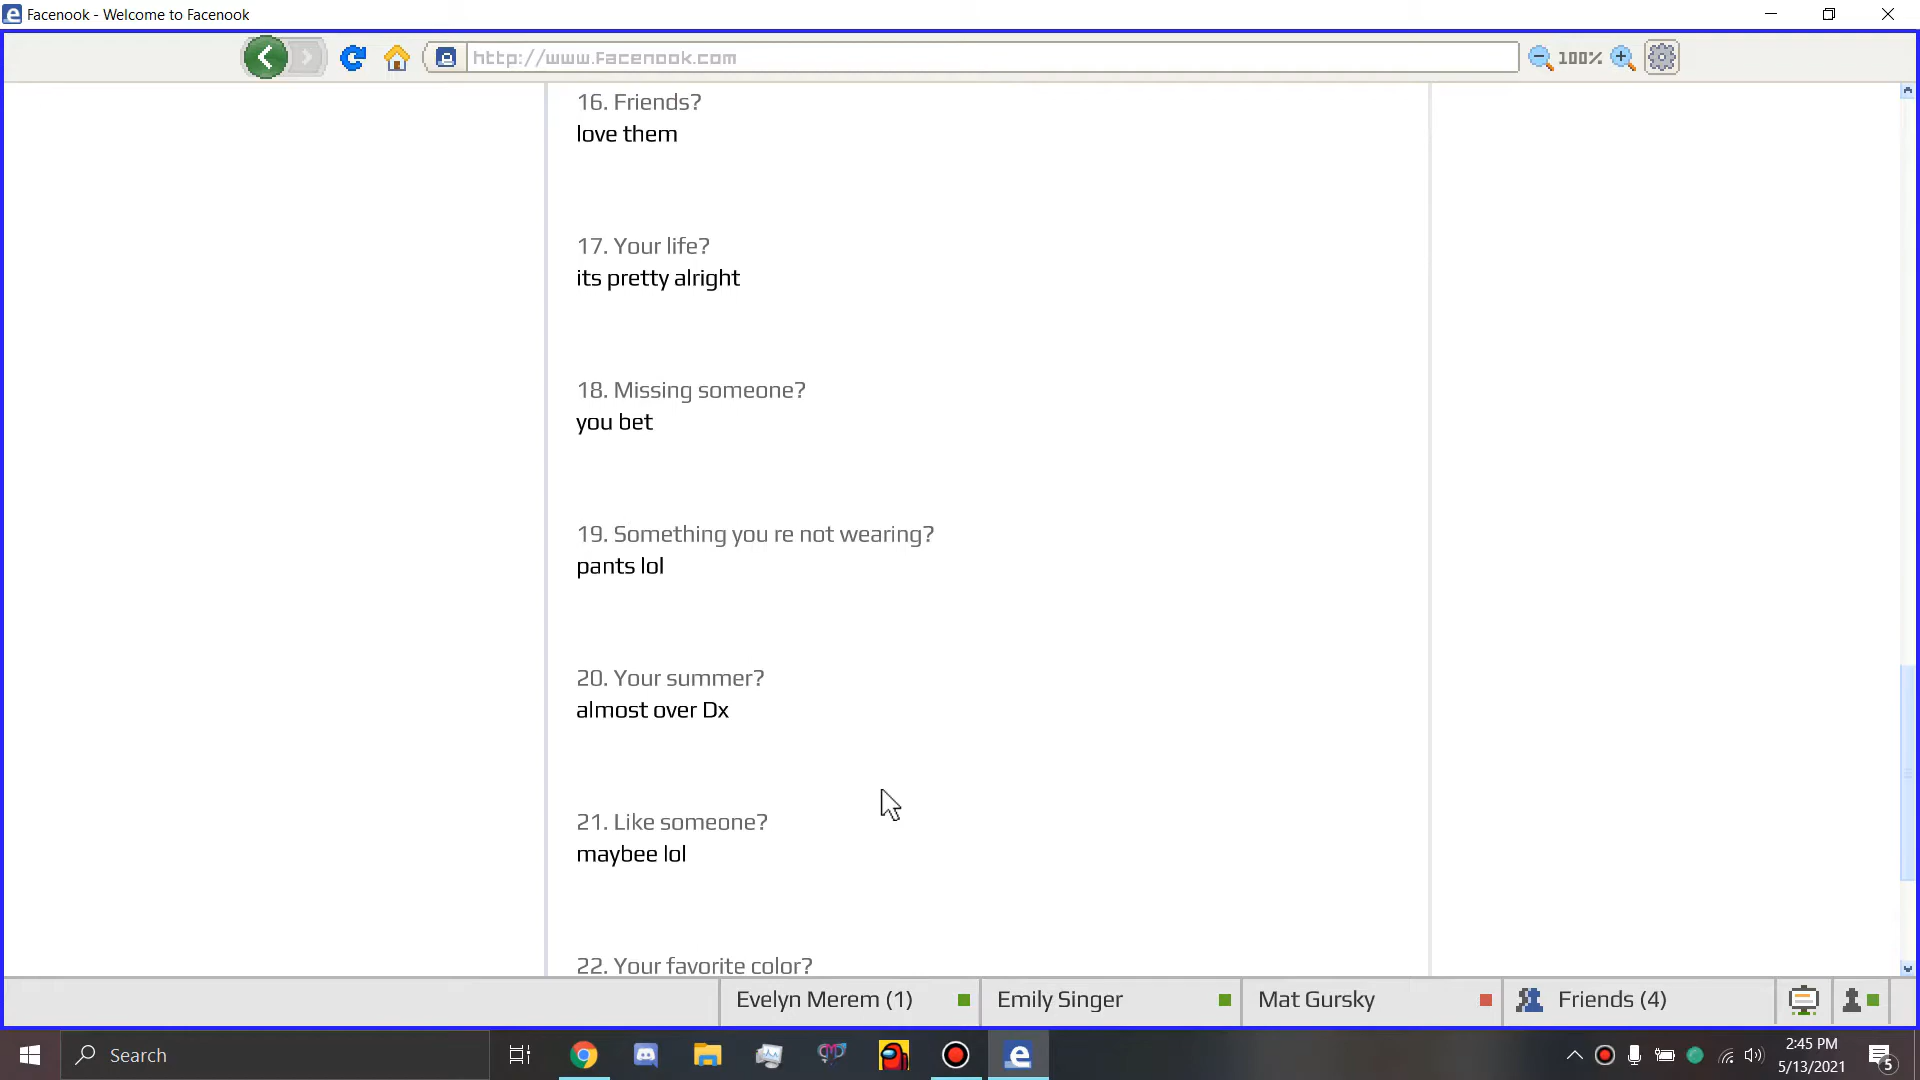 Facenook - Welcome to Facenook
http://www.Facenook.com
100%
16. Friends?
love them
17. Your life?
its pretty alright
18. Missing someone?
you bet
19. Something you re not wearing?
pants lol
20. Your summer?
almost over Dx
21. Like someone?
maybee lol
22. Your favorite color?
Evelyn Merem (1)
Emily Singer
Mat Gursky
Friends (4)
Search
2:45 PM
5/13/2021
5